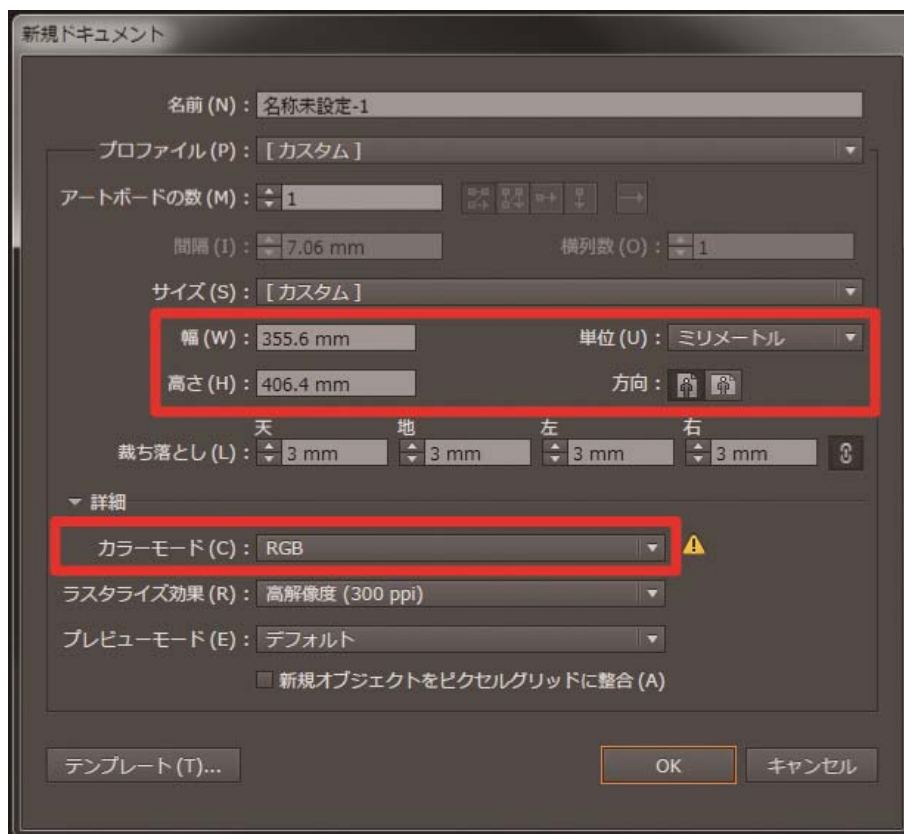 新規ドキュメント
名前(N)：名称未設定-1
プロファイル(P)：[カスタム]
アートボードの数(M)：1
間隔(I)：7.06 mm 横列数(O)：1
サイズ(S)：[カスタム]
幅(W)：355.6 mm 単位(U)：ミリメートル
高さ(H)：406.4 mm 方向：
天 地 左 右
裁ち落とし(L)：3 mm 3 mm 3 mm 3 mm
詳細
カラーモード(C)：RGB
ラスタライズ効果(R)：高解像度 (300 ppi)
プレビューモード(E)：デフォルト
新規オブジェクトをピクセルグリッドに整合(A)
テンプレート(T)... OK キャンセル